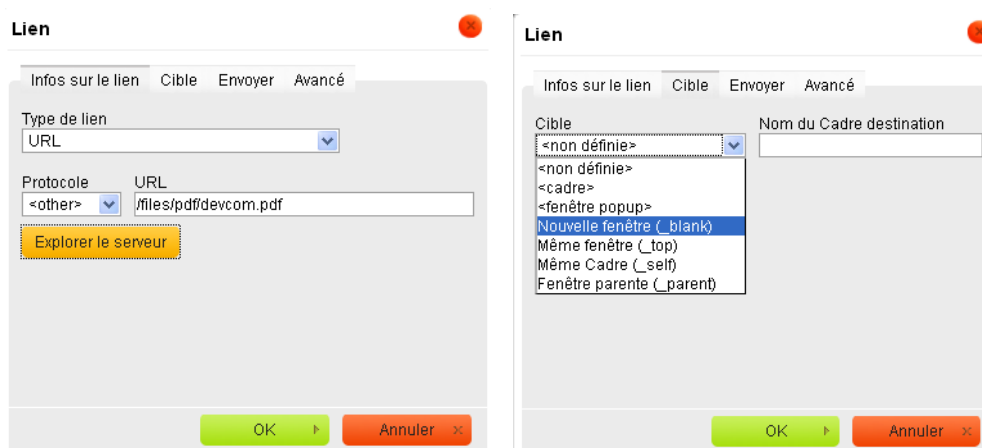 Lien
Infos sur le lien Cible Envoyer Avancé
Type de lien
URL
Protocole URL
<other> /files/pdf/devcom.pdf
Explorer le serveur
OK Annuler
Lien
Infos sur le lien Cible Envoyer Avancé
Cible Nom du Cadre destination
<non définie>
<non définie>
<cadre>
<fenêtre popup>
Nouvelle fenêtre (_blank)
Même fenêtre (_top)
Même Cadre (_self)
Fenêtre parente (_parent)
OK Annuler